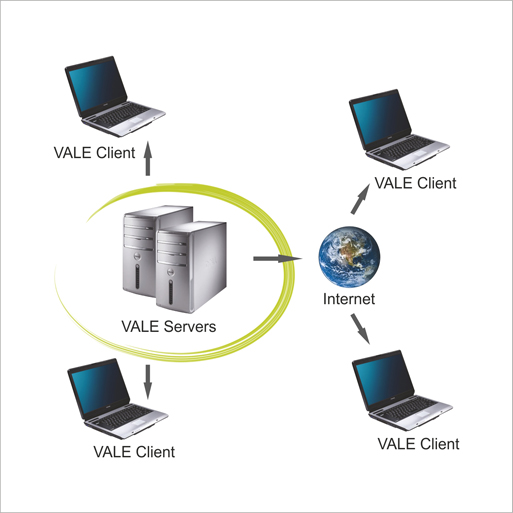 VALE Client
VALE Client
Internet
VALE Servers
VALE Client
VALE Client